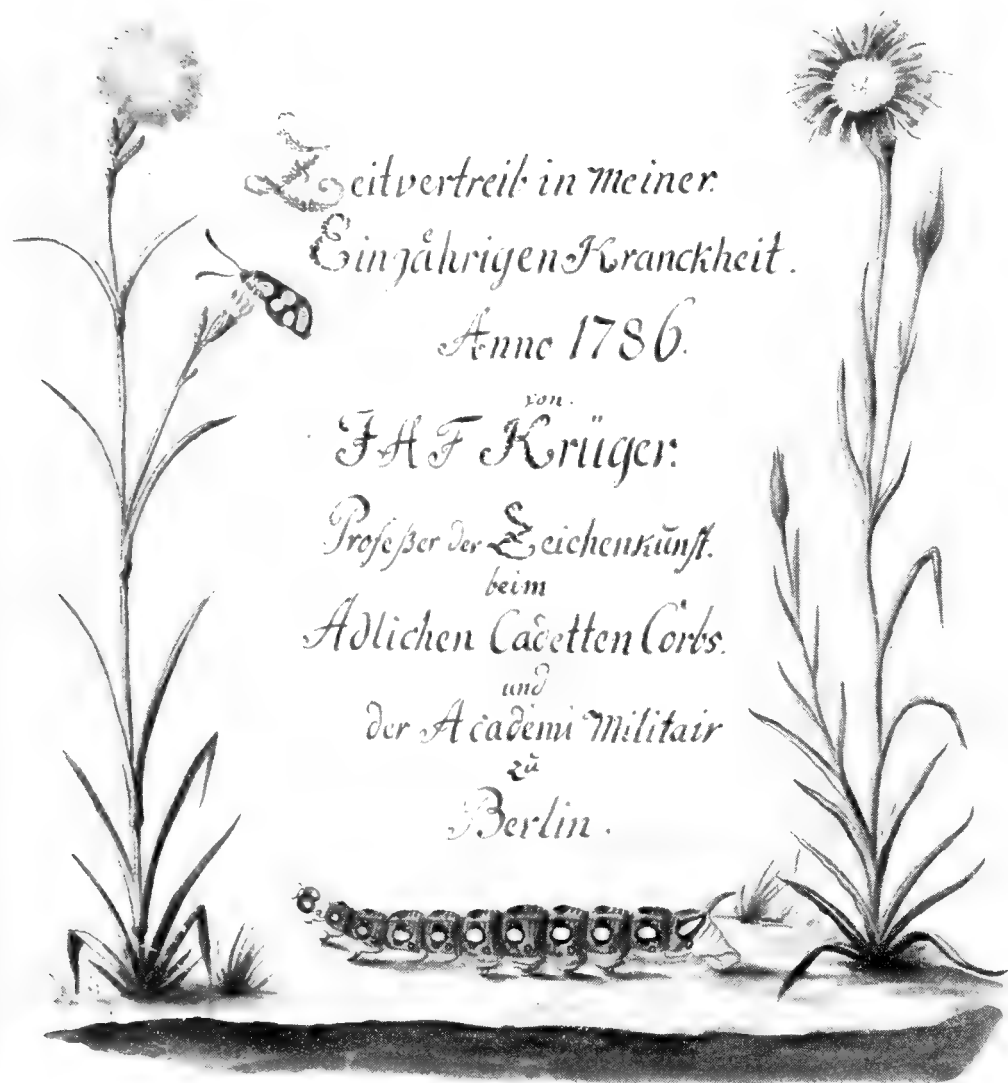 Zeitvertreib in meiner
Einjährigen Kranckheit.
Anno 1786.
von.
J A F Krüger.
Profeßer der Zeichenkunst.
beim
Adlichen Cadetten Corbs.
und
der Academi Militair
zu
Berlin.